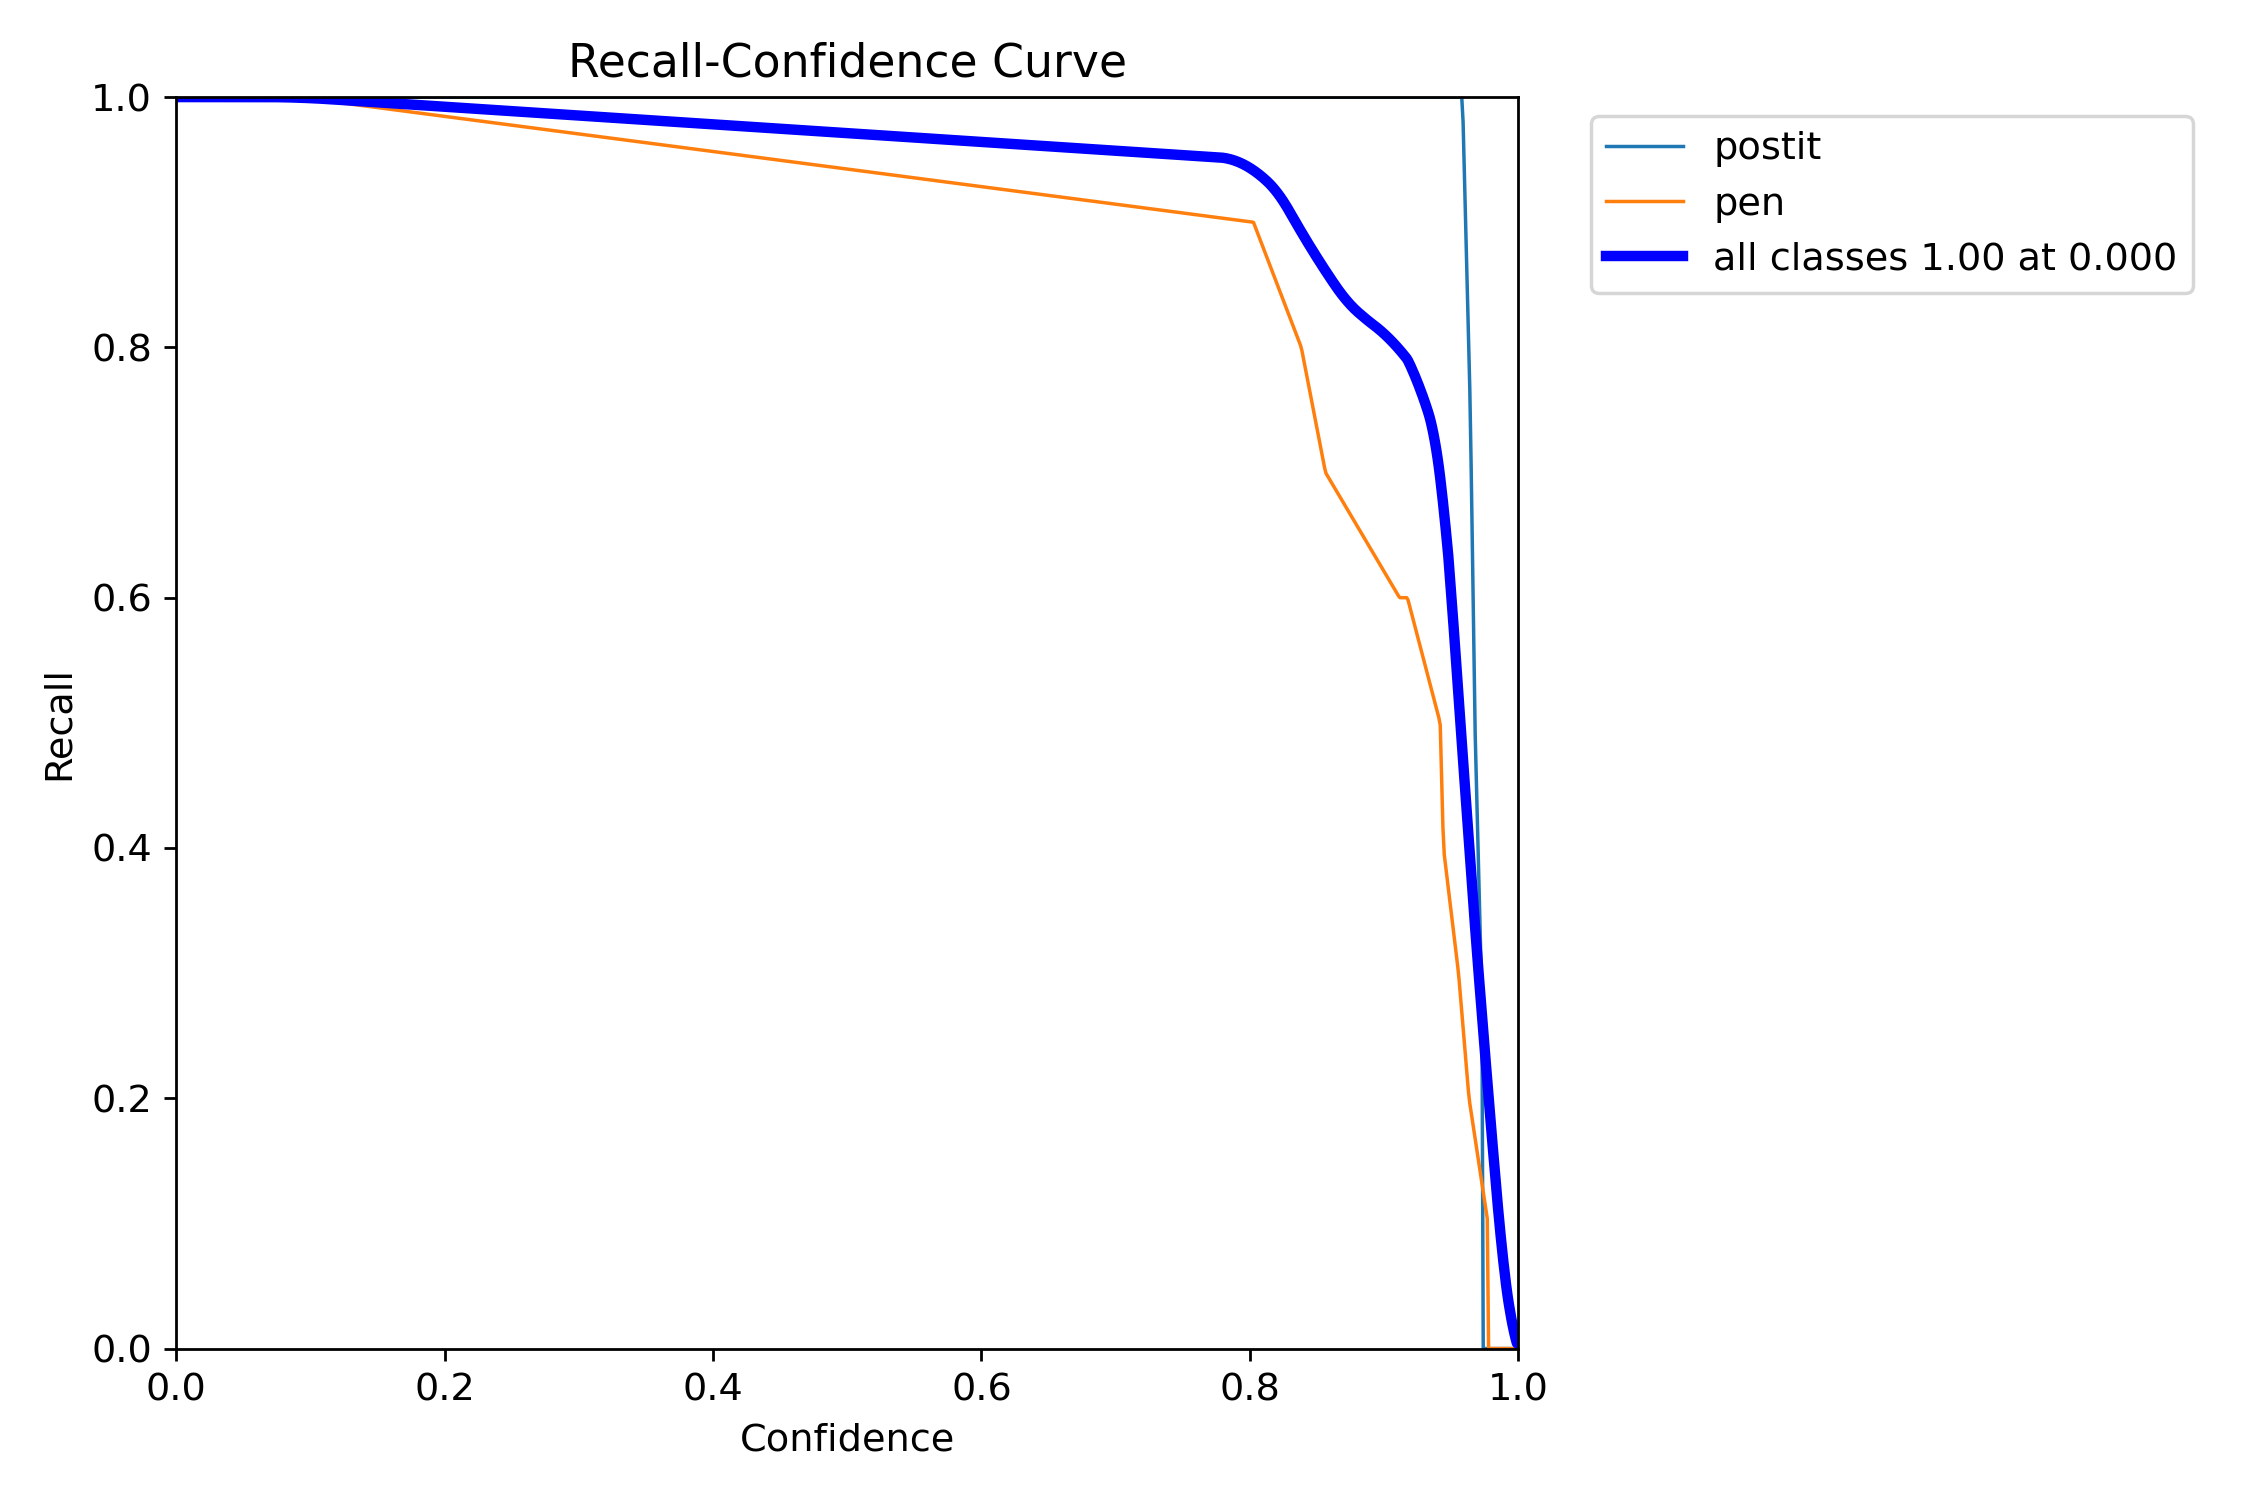 Recall-Confidence Curve
1.0
0.8
0.6
0.4
0.2
0.0
Recall
0.0 0.2 0.4 0.6 0.8 1.0
Confidence
postit
pen
all classes 1.00 at 0.000